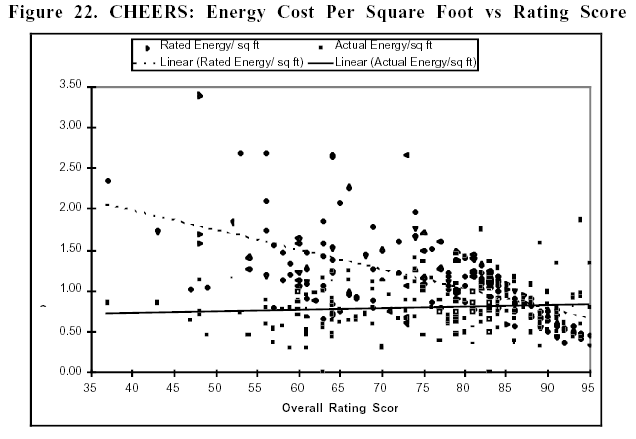 Figure 22. CHEERS: Energy Cost Per Square Foot vs Rating Score
Rated Energy/ sq ft
Actual Energy/sq ft
Linear (Rated Energy/ sq ft)
Linear (Actual Energy/sq ft)
3.50
3.00
2.50
2.00
1.50
1.00
0.50
0.00
35 40 45 50 55 60 65 70 75 80 85 90 95
Overall Rating Scor